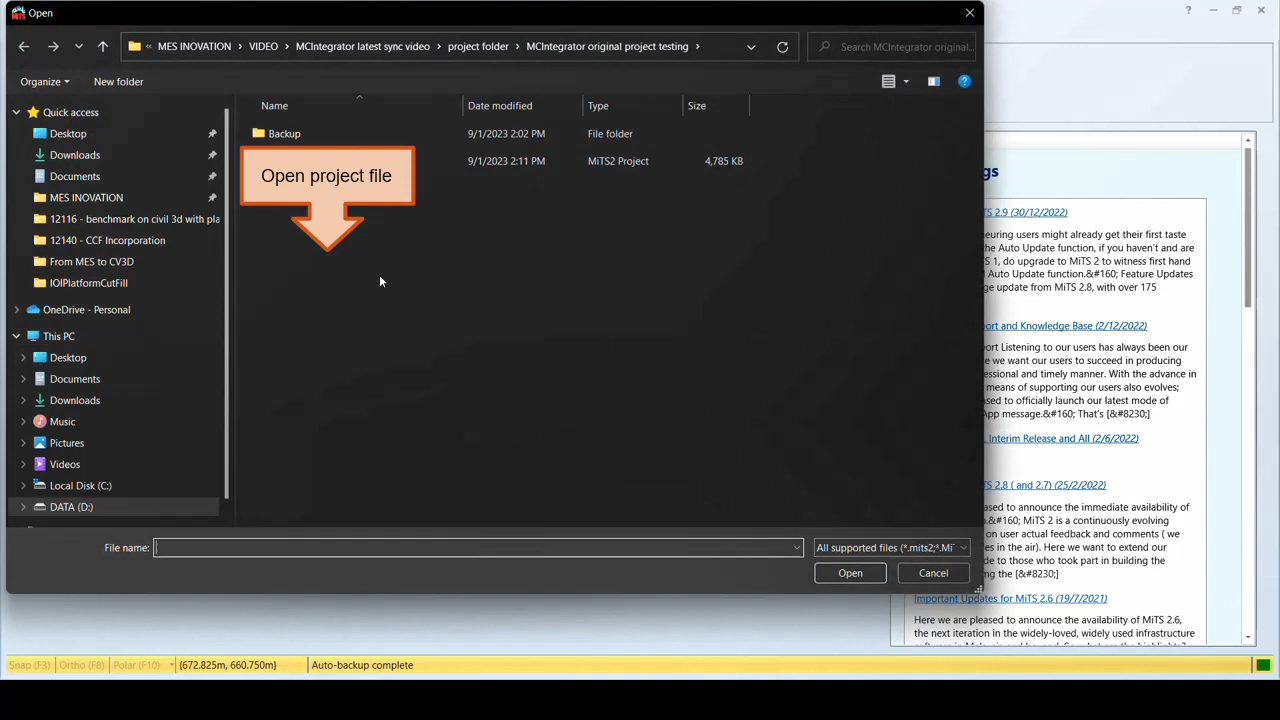 MiTS Open
« MES INOVATION > VIDEO > MCIntegrator latest sync video > project folder > MCIntegrator original project testing >
Search MCIntegrator original...
Organize
New folder
?
Name
Date modified
Type
Size
Quick access
Desktop
Downloads
Documents
MES INOVATION
12116 - benchmark on civil 3d with pla
12140 - CCF Incorporation
From MES to CV3D
IOIPlatformCutFill
OneDrive - Personal
This PC
Desktop
Documents
Downloads
Music
Pictures
Videos
Local Disk (C:)
DATA (D:)
Backup
9/1/2023 2:02 PM
File folder
9/1/2023 2:11 PM
MiTS2 Project
4,785 KB
Open project file
File name:
All supported files (*.mits2;*.Mi
Open
Cancel
?
gs
S 2.9 (30/12/2022)
neuring users might already get their first taste
the Auto Update function, if you haven't and are
S 1, do upgrade to MiTS 2 to witness first hand
Auto Update function.&#160; Feature Updates
ge update from MiTS 2.8, with over 175
ort and Knowledge Base (2/12/2022)
ort Listening to our users has always been our
e we want our users to succeed in producing
essional and timely manner. With the advance in
means of supporting our users also evolves;
sed to officially launch our latest mode of
App message.&#160; That's [&#8230;]
, Interim Release and All (2/6/2022)
S 2.8 ( and 2.7) (25/2/2022)
ased to announce the immediate availability of
n.&#160; MiTS 2 is a continuously evolving
on user actual feedback and comments ( we
es in the air). Here we want to extend our
de to those who took part in building the
ng the [&#8230;]
Important Updates for MiTS 2.6 (19/7/2021)
Here we are pleased to announce the availability of MiTS 2.6,
the next iteration in the widely-loved, widely used infrastructure
Snap (F3)
Ortho (F8)
Polar (F10)
{672.825m, 660.750m}
Auto-backup complete